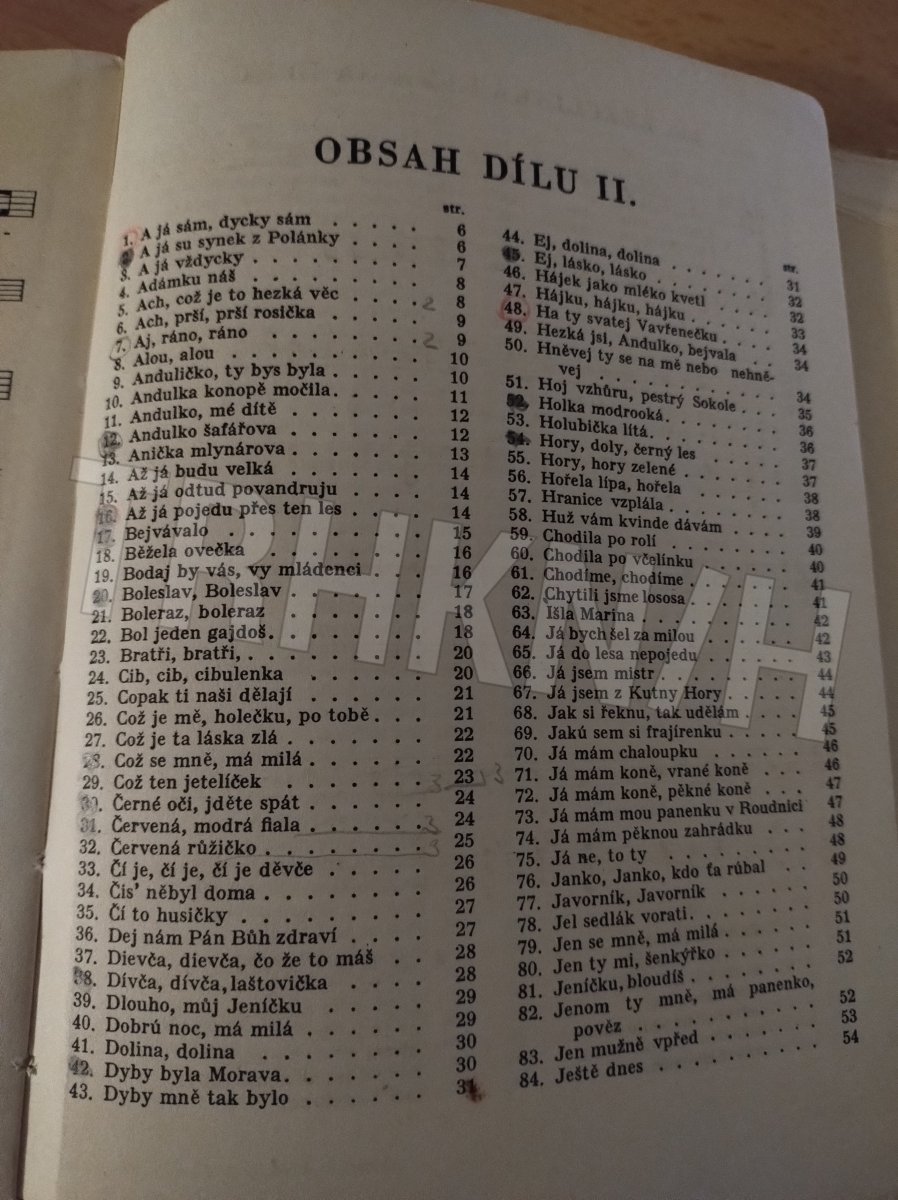 OBSAH DÍLU II.
str.
1. A já sám, dycky sám . . . . 6
2. A já su synek z Polánky . . . . 6
3. A já vždycky . . . . . . . 7
4. Adámku náš . . . . . . . 8
5. Ach, což je to hezká věc . . . . 2 8
6. Ach, prší, prší rosička . . . . . 9
7. Aj, ráno, ráno . . . . . . 2 9
8. Alou, alou . . . . . . . 10
9. Anduličko, ty bys byla . . . . . 10
10. Andulka konopě močila . . . . . 11
11. Andulko, mé dítě . . . . . . 12
12. Andulko šafářova . . . . . . 12
13. Anička mlynárova . . . . . . 13
14. Až já budu velká . . . . . . 14
15. Až já odtud povandruju . . . . . 14
16. Až já pojedu přes ten les . . . . 14
17. Bejvávalo . . . . . . . . 15
18. Běžela ovečka . . . . . . . 16
19. Bodaj by vás, vy mládenci . . . 16
20. Boleslav, Boleslav . . . . . . 17
21. Boleraz, boleraz . . . . . . 18
22. Bol jeden gajdoš . . . . . . 18
23. Bratři, bratři, . . . . . . . 20
24. Cib, cib, cibulenka . . . . . . 20
25. Copak ti naši dělají . . . . . 21
26. Což je mě, holečku, po tobě . . . 21
27. Což je ta láska zlá . . . . . . 22
28. Což se mně, má milá . . . . . 22
29. Což ten jetelíček . . . . . . 23 3
30. Černé oči, jděte spát . . . . . 24
31. Červená, modrá fiala . . . . . 3 24
32. Červená růžičko . . . . . . 3 25
33. Čí je, čí je, čí je děvče . . . . . 26
34. Čís' něbyl doma . . . . . . . 26
35. Čí to husičky . . . . . . . 27
36. Dej nám Pán Bůh zdraví . . . . 27
37. Dievča, dievča, čo že to máš . . 28
38. Dívča, dívča, laštovička . . . . 28
39. Dlouho, můj Jeníčku . . . . . 29
40. Dobrú noc, má milá . . . . . . 29
41. Dolina, dolina . . . . . . . 30
42. Dyby byla Morava . . . . . . 30
43. Dyby mně tak bylo . . . . . 31
str.
44. Ej, dolina, dolina . . . . . . 31
45. Ej, lásko, lásko . . . . . . . 32
46. Hájek jako mléko kvetl . . . . . 32
47. Hájku, hájku, hájku . . . . . . 33
48. Ha ty svatej Vavřenečku . . . . 34
49. Hezká jsi, Andulko, bejvala . . 34
50. Hněvej ty se na mě nebo nehně-
vej . . . . . . . . . . 34
51. Hoj vzhůru, pestrý Sokole . . . 35
52. Holka modrooká . . . . . . . 36
53. Holubička lítá . . . . . . . 36
54. Hory, doly, černý les . . . . . 37
55. Hory, hory zelené . . . . . . 37
56. Hořela lípa, hořela . . . . . . 38
57. Hranice vzplála . . . . . . . 38
58. Huž vám kvinde dávám . . . . 39
59. Chodila po rolí . . . . . . . 40
60. Chodila po včelínku . . . . . . 40
61. Chodíme, chodíme . . . . . . 41
62. Chytili jsme lososa . . . . . . 41
63. Išla Marina . . . . . . . . 42
64. Já bych šel za milou . . . . . 42
65. Já do lesa nepojedu . . . . . . 43
66. Já jsem mistr . . . . . . . 44
67. Já jsem z Kutny Hory . . . . . 44
68. Jak si řeknu, tak udělám . . . . 45
69. Jakú sem si frajírenku . . . . . 45
70. Já mám chaloupku . . . . . . 46
71. Já mám koně, vrané koně . . . 46
72. Já mám koně, pěkné koně . . . 47
73. Já mám mou panenku v Roudnici 47
74. Já mám pěknou zahrádku . . . 48
75. Já ne, to ty . . . . . . . . 48
76. Janko, Janko, kdo ťa rúbal . . 49
77. Javorník, Javorník . . . . . . 50
78. Jel sedlák vorati . . . . . . . 50
79. Jen se mně, má milá . . . . . 51
80. Jen ty mi, šenkýřko . . . . . . 51
81. Jeníčku, bloudíš . . . . . . . 52
82. Jenom ty mně, má panenko,
pověz . . . . . . . . . 52
83. Jen mužně vpřed . . . . . . 53
84. Ještě dnes . . . . . . . . 54
TRHKNIH